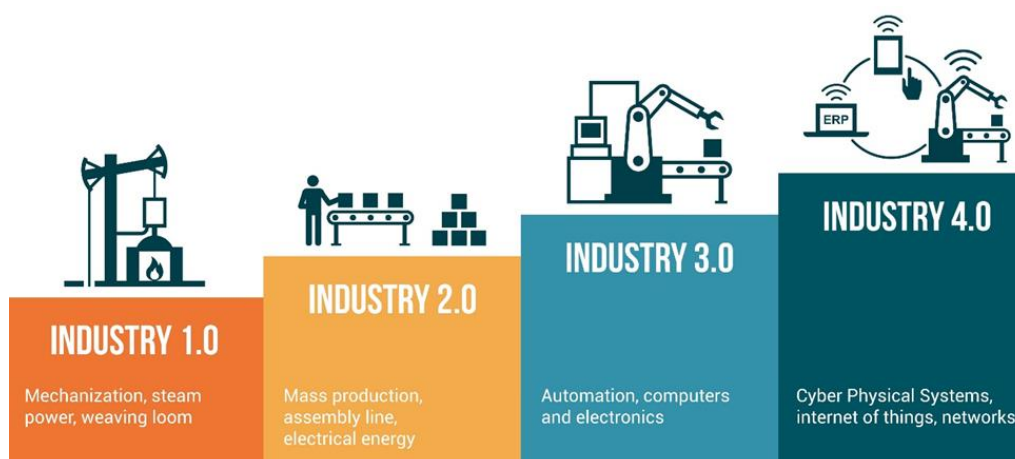 ERP
INDUSTRY 1.0
Mechanization, steam
power, weaving loom
INDUSTRY 2.0
Mass production,
assembly line,
electrical energy
INDUSTRY 3.0
Automation, computers
and electronics
INDUSTRY 4.0
Cyber Physical Systems,
internet of things, networks